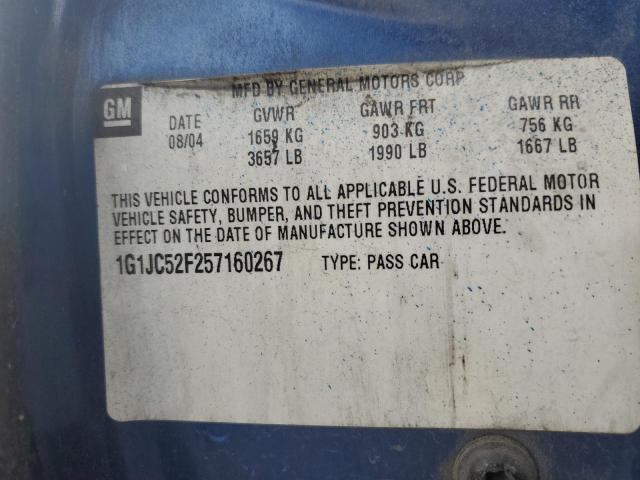 MFD BY GENERAL MOTORS CORP
GM
DATE GVWR GAWR FRT GAWR RR
08/04 1659 KG 903 KG 756 KG
3657 LB 1990 LB 1667 LB
THIS VEHICLE CONFORMS TO ALL APPLICABLE U.S. FEDERAL MOTOR
VEHICLE SAFETY, BUMPER, AND THEFT PREVENTION STANDARDS IN
EFFECT ON THE DATE OF MANUFACTURE SHOWN ABOVE.
1G1JC52F257160267 TYPE: PASS CAR